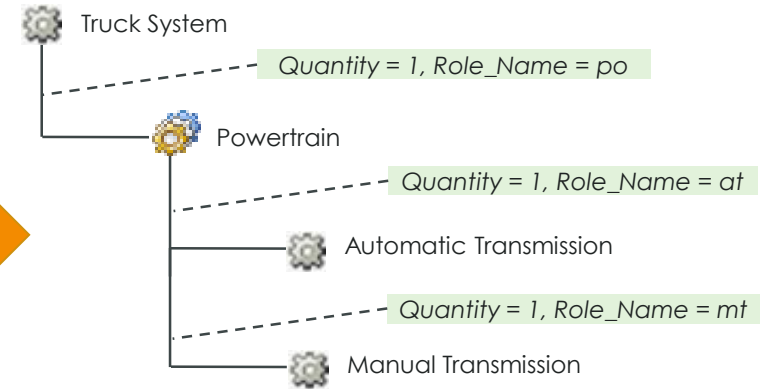 Truck System
Quantity = 1, Role_Name = po
Powertrain
Quantity = 1, Role_Name = at
Automatic Transmission
Quantity = 1, Role_Name = mt
Manual Transmission